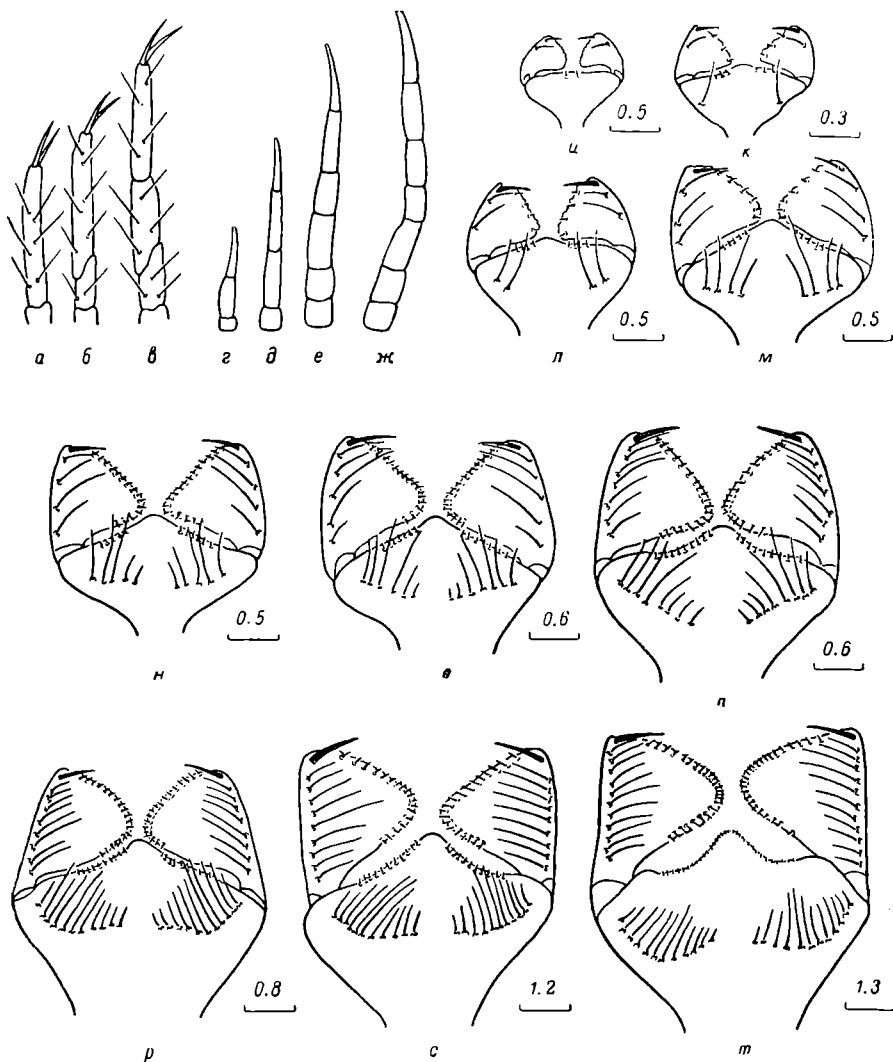 0.5 0.3
и к
а б в г д е ж
0.5 0.5
л м
0.5 0.6 0.6
н о п
0.8 1.2 1.3
р с т